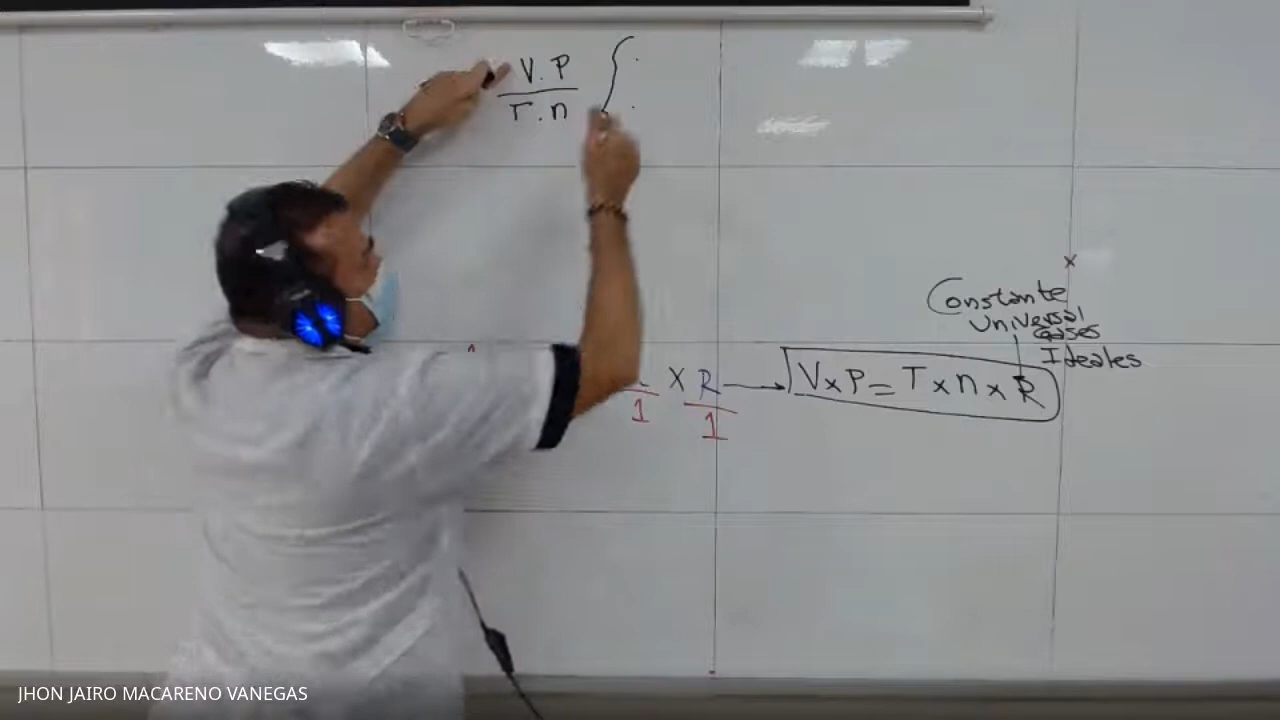 V.P
T.n
Constante
Universal
Gases
Ideales
X R → V x P = T x n x R
1 1
JHON JAIRO MACARENO VANEGAS